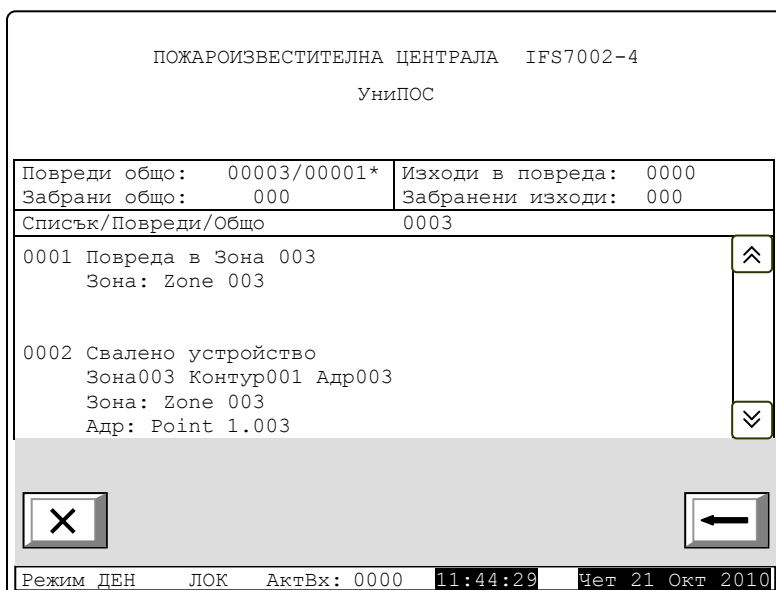 ПОЖАРОИЗВЕСТИТЕЛНА ЦЕНТРАЛА IFS7002-4
УниПОС
Повреди общо: 00003/00001* Изходи в повреда: 0000
Забрани общо: 000 Забранени изходи: 000
Списък/Повреди/Общо 0003
0001 Повреда в Зона 003
Зона: Zone 003
0002 Свалено устройство
Зона003 Контур001 Адр003
Зона: Zone 003
Адр: Point 1.003
Режим ДЕН ЛОК АктВх: 0000 11:44:29 Чет 21 Окт 2010